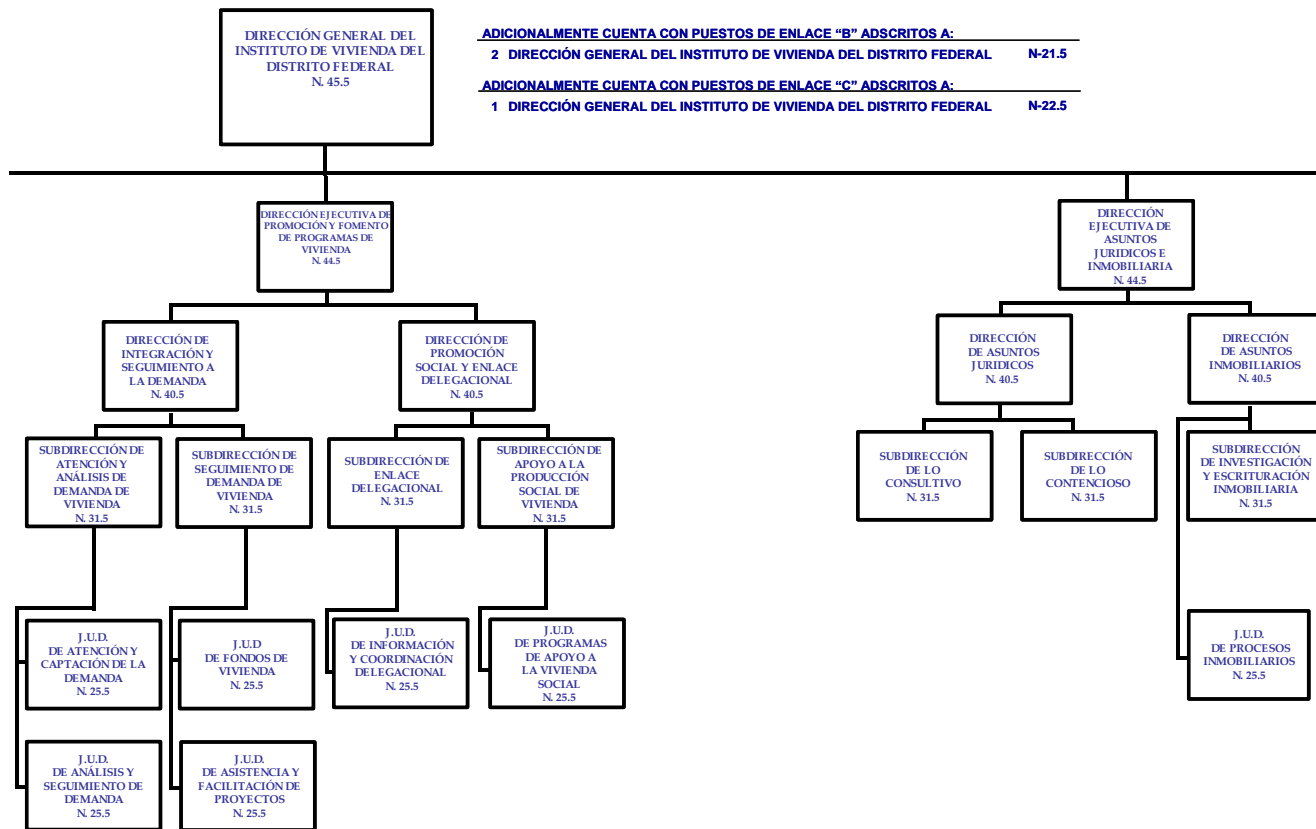 DIRECCIÓN GENERAL DEL
INSTITUTO DE VIVIENDA DEL
DISTRITO FEDERAL
N. 45.5
ADICIONALMENTE CUENTA CON PUESTOS DE ENLACE “B” ADSCRITOS A:
2 DIRECCIÓN GENERAL DEL INSTITUTO DE VIVIENDA DEL DISTRITO FEDERAL N-21.5
ADICIONALMENTE CUENTA CON PUESTOS DE ENLACE “C” ADSCRITOS A:
1 DIRECCIÓN GENERAL DEL INSTITUTO DE VIVIENDA DEL DISTRITO FEDERAL N-22.5
DIRECCIÓN EJECUTIVA DE
PROMOCIÓN Y FOMENTO
DE PROGRAMAS DE
VIVIENDA
N. 44.5
DIRECCIÓN
EJECUTIVA DE
ASUNTOS
JURIDICOS E
INMOBILIARIA
N. 44.5
DIRECCIÓN DE
INTEGRACIÓN Y
SEGUIMIENTO A
LA DEMANDA
N. 40.5
DIRECCIÓN DE
PROMOCIÓN
SOCIAL Y ENLACE
DELEGACIONAL
N. 40.5
DIRECCIÓN
DE ASUNTOS
JURIDICOS
N. 40.5
DIRECCIÓN
DE ASUNTOS
INMOBILIARIOS
N. 40.5
SUBDIRECCIÓN DE
ATENCIÓN Y
ANÁLISIS DE
DEMANDA DE
VIVIENDA
N. 31.5
SUBDIRECCIÓN DE
SEGUIMIENTO DE
DEMANDA DE
VIVIENDA
N. 31.5
SUBDIRECCIÓN DE
ENLACE
DELEGACIONAL
N. 31.5
SUBDIRECCIÓN DE
APOYO A LA
PRODUCCIÓN
SOCIAL DE
VIVIENDA
N. 31.5
SUBDIRECCIÓN
DE LO
CONSULTIVO
N. 31.5
SUBDIRECCIÓN
DE LO
CONTENCIOSO
N. 31.5
SUBDIRECCIÓN
DE INVESTIGACIÓN
Y ESCRITURACIÓN
INMOBILIARIA
N. 31.5
J.U.D.
DE ATENCIÓN Y
CAPTACIÓN DE LA
DEMANDA
N. 25.5
J.U.D
DE FONDOS DE
VIVIENDA
N. 25.5
J.U.D.
DE INFORMACIÓN
Y COORDINACIÓN
DELEGACIONAL
N. 25.5
J.U.D.
DE PROGRAMAS
DE APOYO A
LA VIVIENDA
SOCIAL
N. 25.5
J.U.D.
DE PROCESOS
INMOBILIARIOS
N. 25.5
J.U.D.
DE ANÁLISIS Y
SEGUIMIENTO DE
DEMANDA
N. 25.5
J.U.D.
DE ASISTENCIA Y
FACILITACIÓN DE
PROYECTOS
N. 25.5